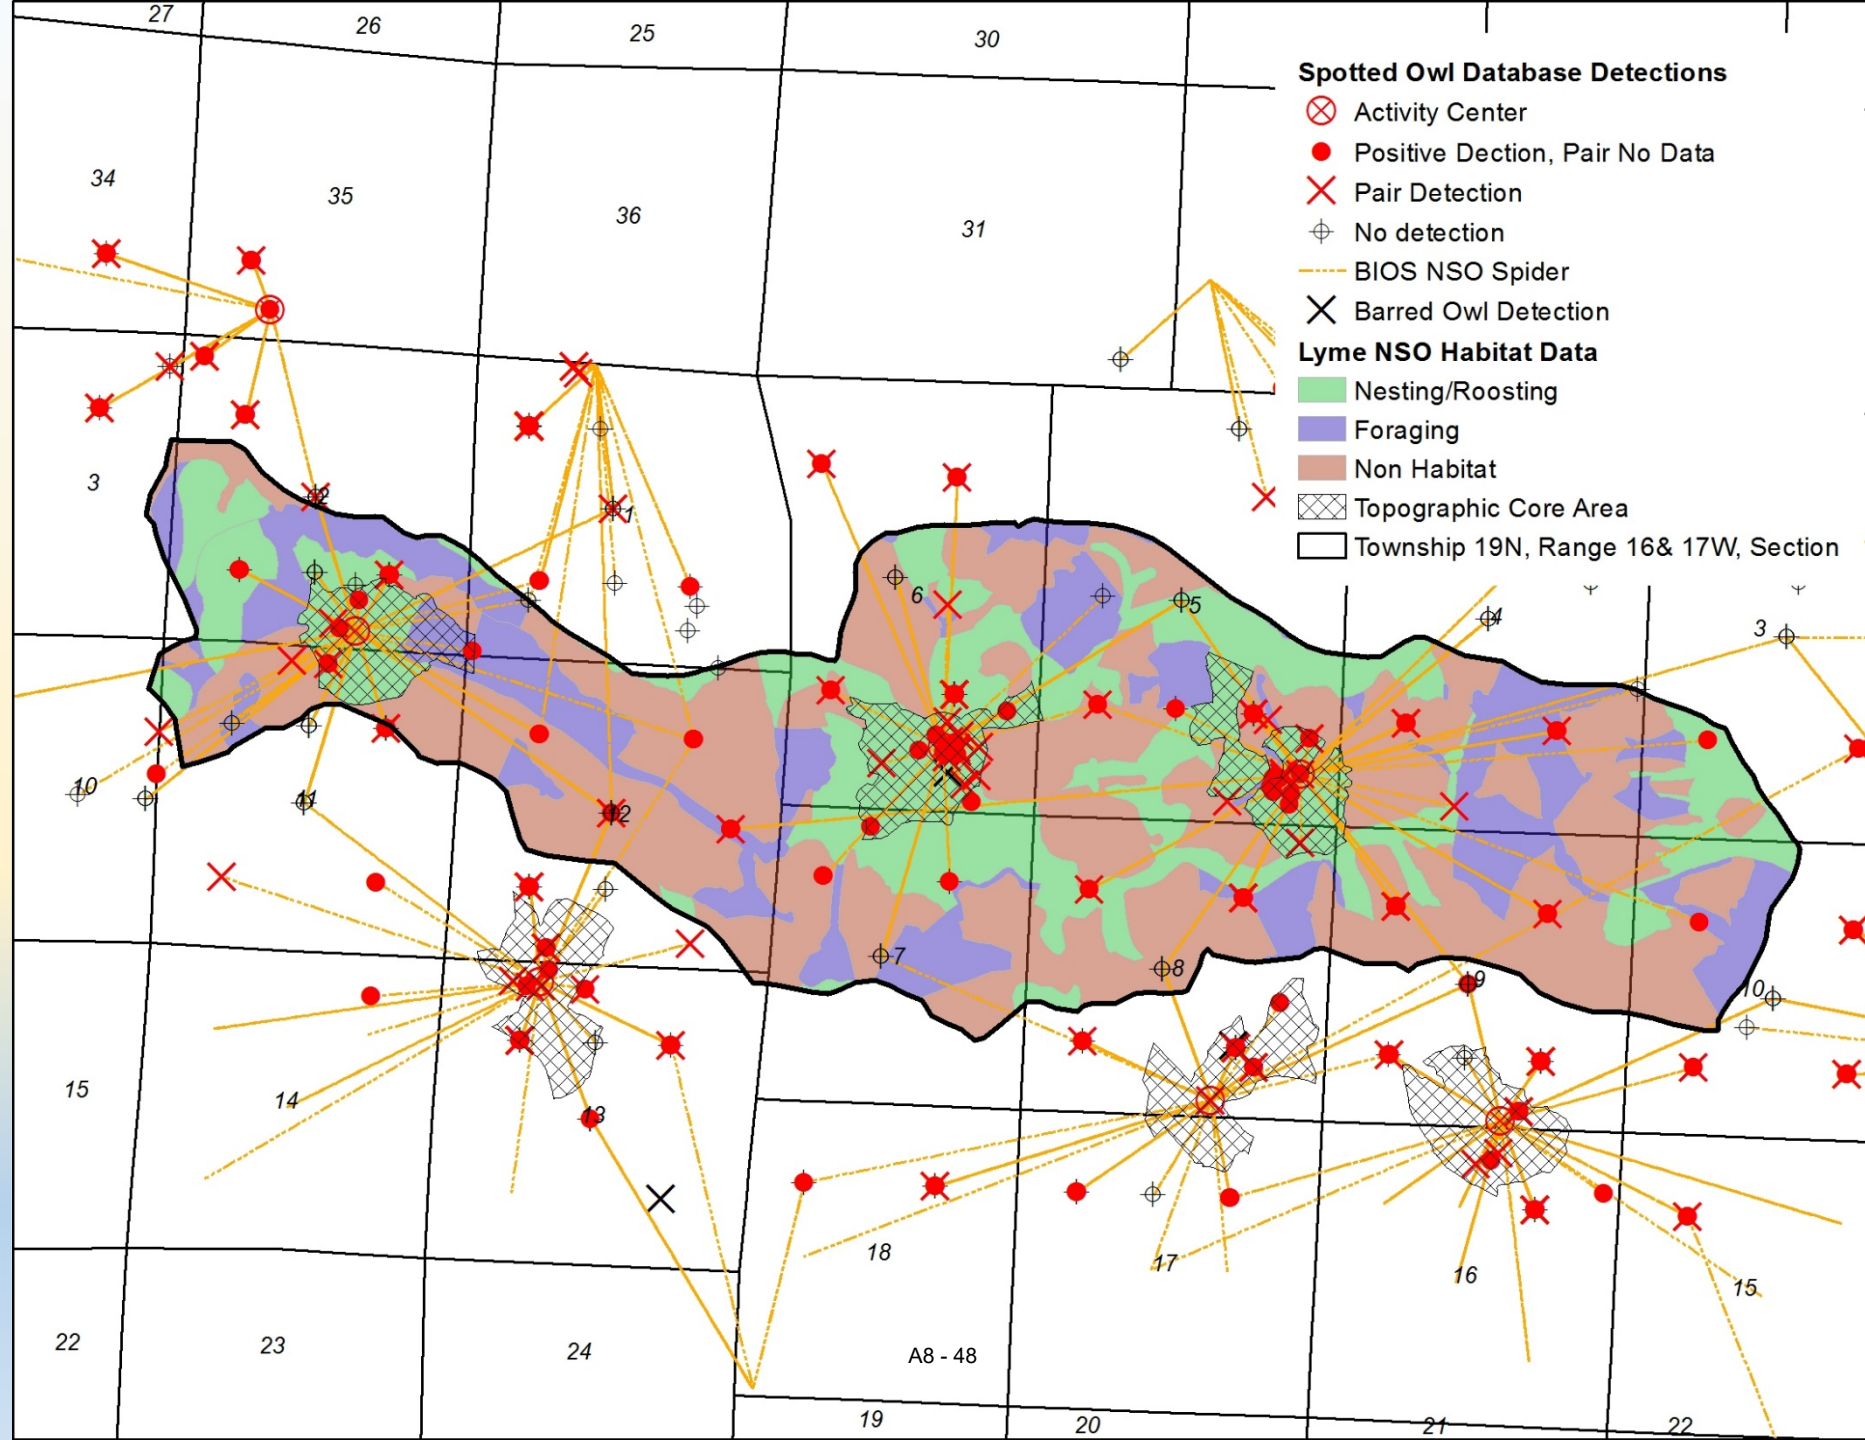 27
26
25
30
Spotted Owl Database Detections
Activity Center
Positive Dection, Pair No Data
Pair Detection
No detection
BIOS NSO Spider
Barred Owl Detection
Lyme NSO Habitat Data
Nesting/Roosting
Foraging
Non Habitat
Topographic Core Area
Township 19N, Range 16& 17W, Section
34
35
36
31
3
2
1
6
5
4
3
10
11
12
7
8
9
10
15
14
13
18
17
16
15
22
23
24
A8 - 48
19
20
21
22